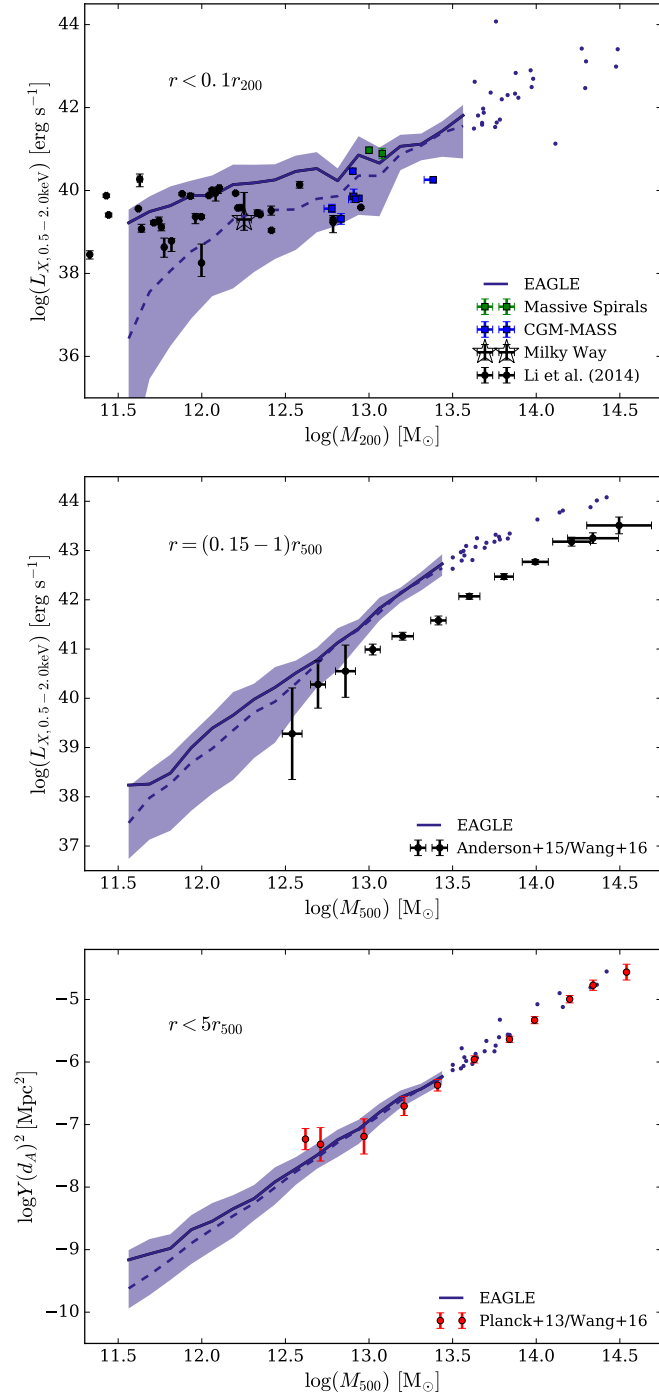 44
42
40
38
36
log(L_{X, 0.5−2.0keV}) [erg s⁻¹]
r < 0.1r₂₀₀
EAGLE
Massive Spirals
CGM-MASS
Milky Way
Li et al. (2014)
11.5 12.0 12.5 13.0 13.5 14.0 14.5
log(M₂₀₀) [M⊙]
44
43
42
41
40
39
38
37
log(L_{X, 0.5−2.0keV}) [erg s⁻¹]
r = (0.15 − 1)r₅₀₀
EAGLE
Anderson+15/Wang+16
11.5 12.0 12.5 13.0 13.5 14.0 14.5
log(M₅₀₀) [M⊙]
−5
−6
−7
−8
−9
−10
logY(d_A)² [Mpc²]
r < 5r₅₀₀
EAGLE
Planck+13/Wang+16
11.5 12.0 12.5 13.0 13.5 14.0 14.5
log(M₅₀₀) [M⊙]